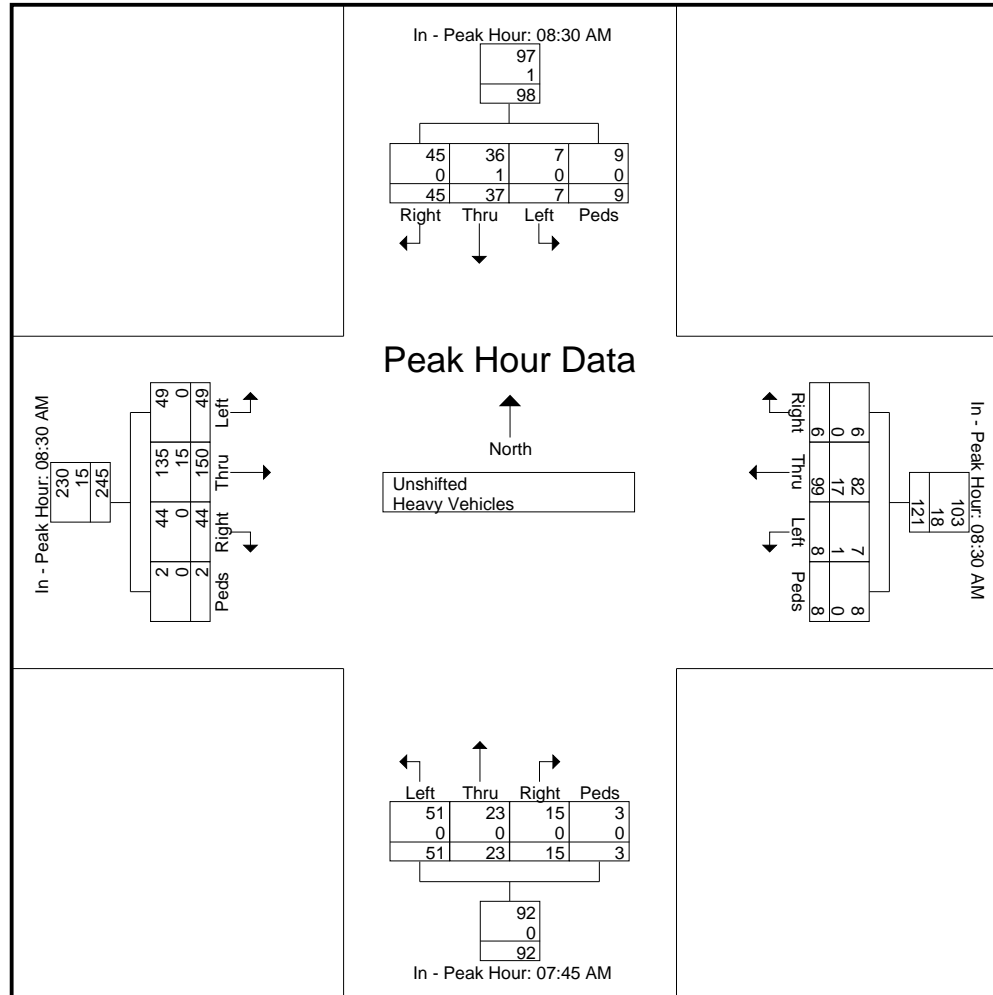 In - Peak Hour: 08:30 AM
97
1
98
45 36 7 9
0 1 0 0
45 37 7 9
Right Thru Left Peds
Peak Hour Data
North
Unshifted
Heavy Vehicles
In - Peak Hour: 08:30 AM
230
15
245
49 135 44 2
0 15 0 0
49 150 44 2
Left Thru Right Peds
In - Peak Hour: 08:30 AM
103
18
121
6 82 7 8
0 17 1 0
6 99 8 8
Right Thru Left Peds
Left Thru Right Peds
51 23 15 3
0 0 0 0
51 23 15 3
92
0
92
In - Peak Hour: 07:45 AM